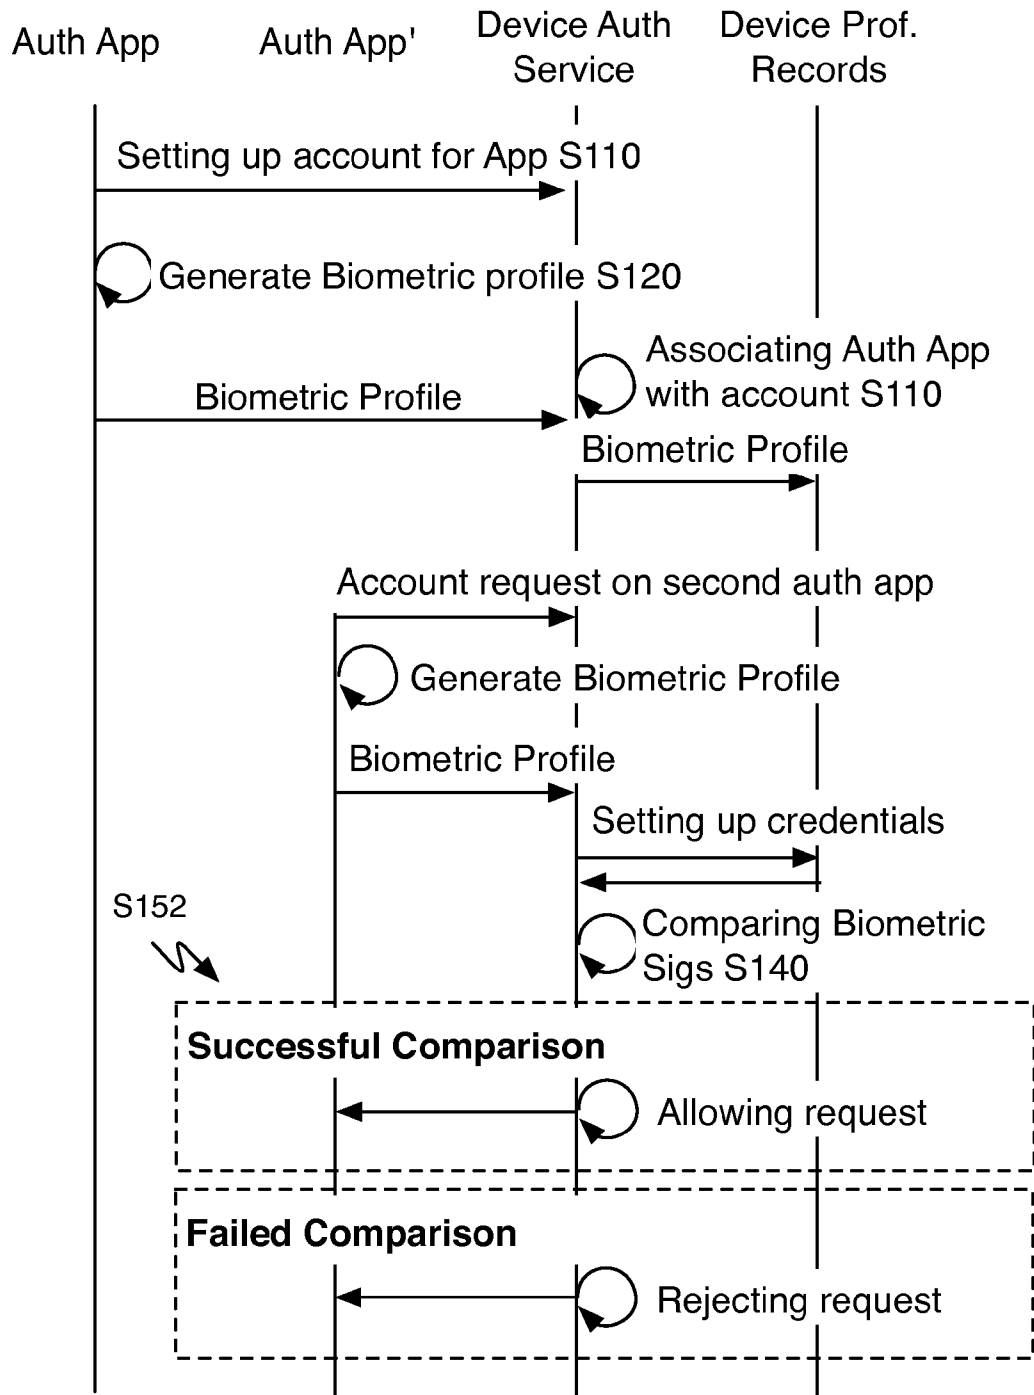 Auth App
Auth App'
Device Auth
Service
Device Prof.
Records
Setting up account for App S110
Generate Biometric profile S120
Associating Auth App
with account S110
Biometric Profile
Biometric Profile
Account request on second auth app
Generate Biometric Profile
Biometric Profile
Setting up credentials
S152
Comparing Biometric
Sigs S140
Successful Comparison
Allowing request
Failed Comparison
Rejecting request